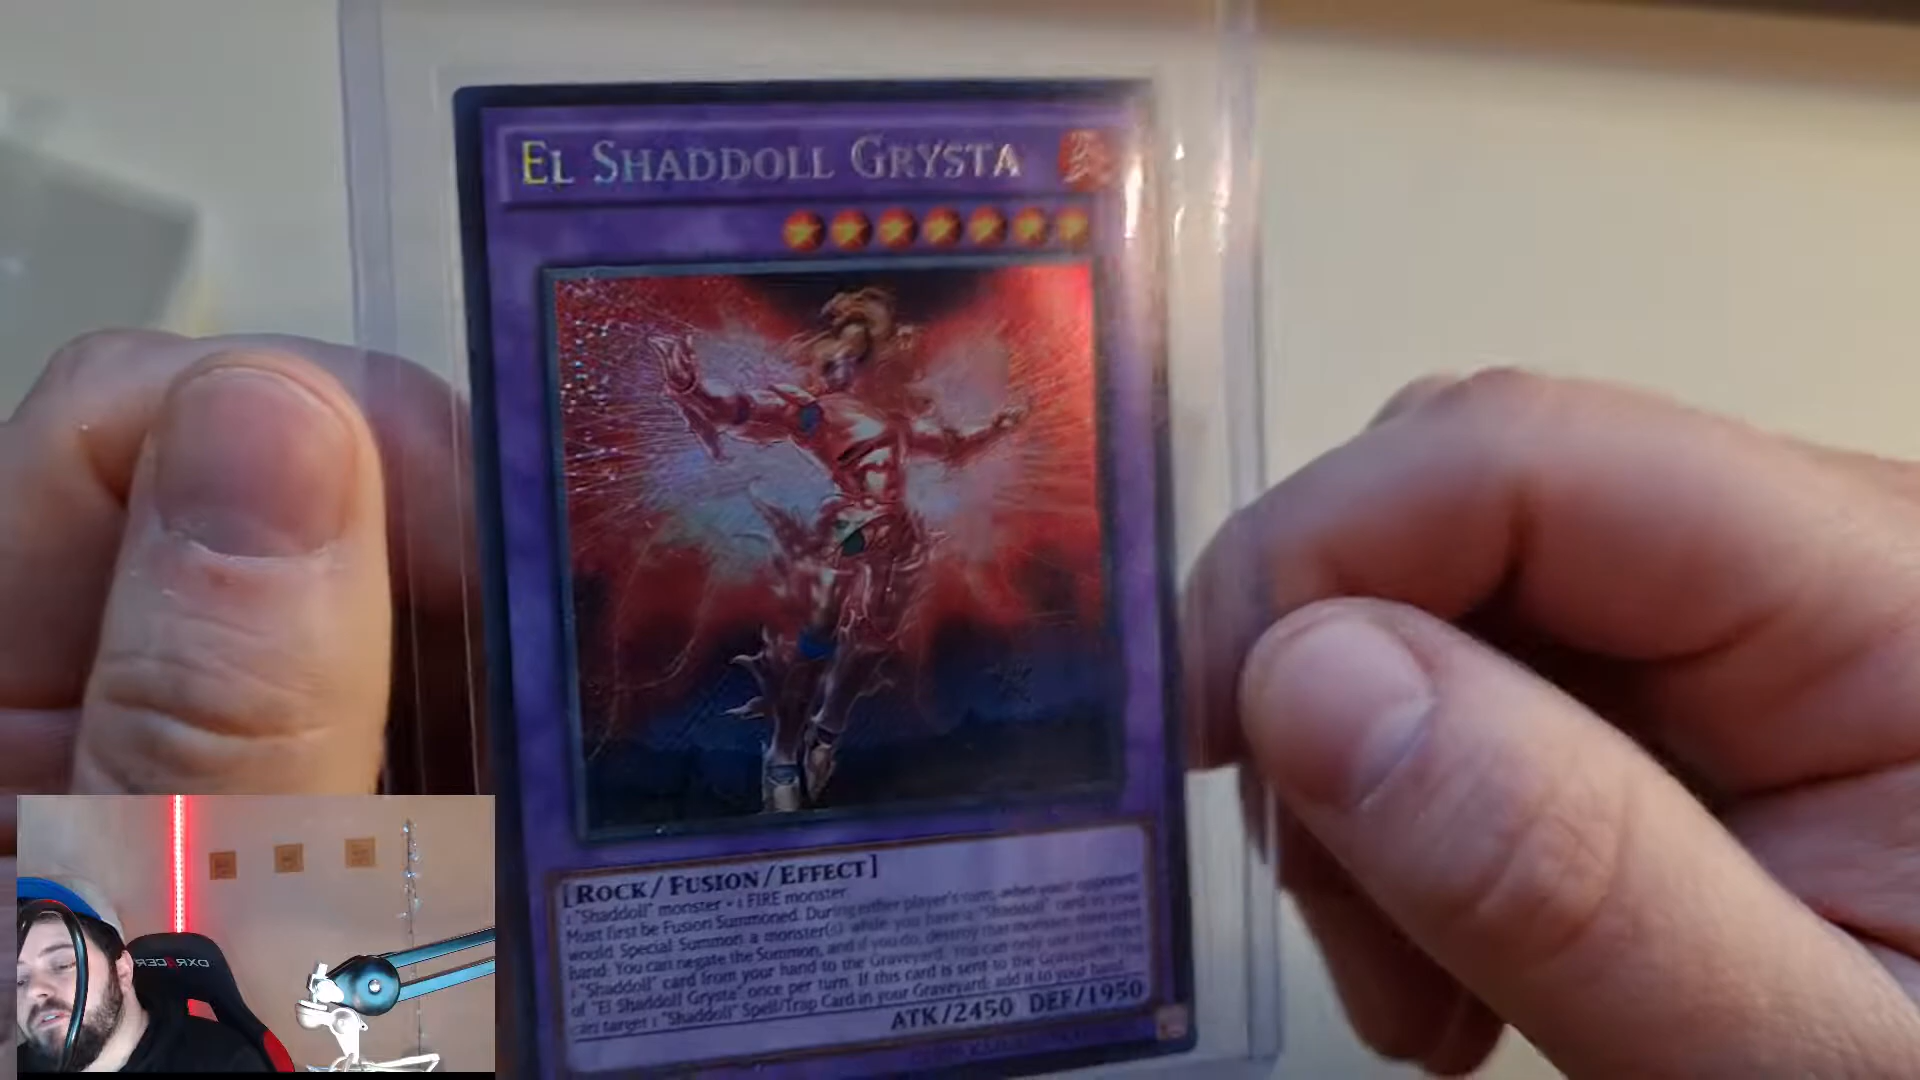 El Shaddoll Grysta
[Rock/Fusion/Effect]
1 "Shaddoll" monster + 1 FIRE monster
Must first be Fusion Summoned. During either player's turn, when your opponent
would Special Summon a monster(s) while you have a "Shaddoll" card in your
hand: You can negate the Summon, and if you do, destroy that monster, then send
1 "Shaddoll" card from your hand to the Graveyard. You can only use this effect
of "El Shaddoll Grysta" once per turn. If this card is sent to the Graveyard: You
can target 1 "Shaddoll" Spell/Trap Card in your Graveyard; add it to your hand.
ATK/2450 DEF/1950
DXRACER